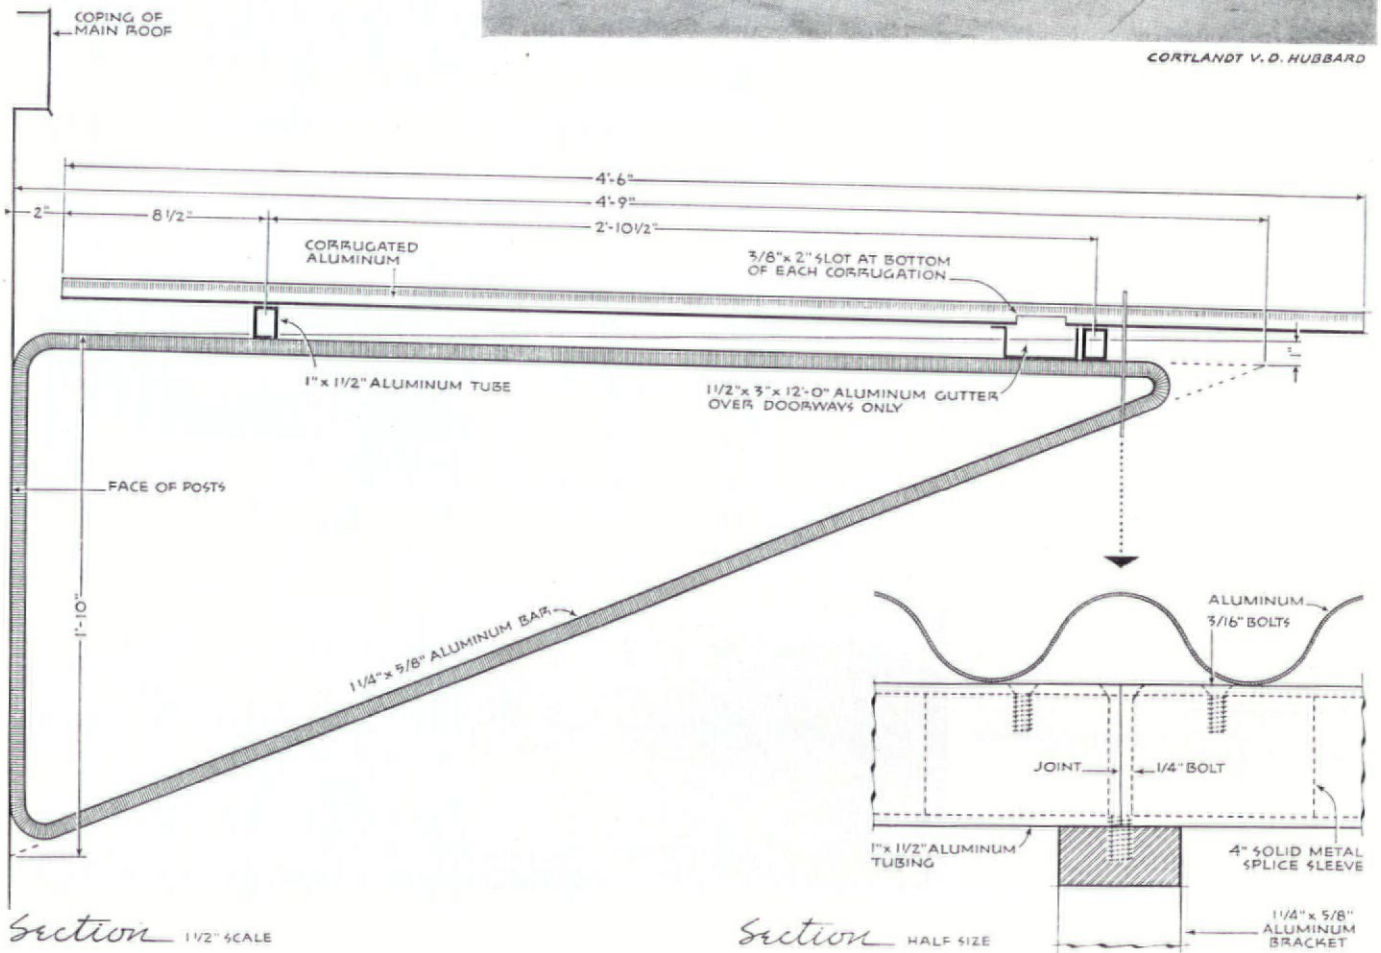 COPING OF
MAIN ROOF
CORTLANDT V. D. HUBBARD
4'-6"
4'-9"
2"
8 1/2"
2'-10 1/2"
CORRUGATED
ALUMINUM
3/8" x 2" SLOT AT BOTTOM
OF EACH CORRUGATION
1" x 1 1/2" ALUMINUM TUBE
1 1/2" x 3" x 12'-0" ALUMINUM GUTTER
OVER DOORWAYS ONLY
1"
FACE OF POSTS
1'-10"
1 1/4" x 5/8" ALUMINUM BAR
ALUMINUM
3/16" BOLTS
JOINT
1/4" BOLT
1" x 1 1/2" ALUMINUM
TUBING
4" SOLID METAL
SPLICE SLEEVE
1 1/4" x 5/8"
ALUMINUM
BRACKET
Section 1 1/2" SCALE
Section HALF SIZE